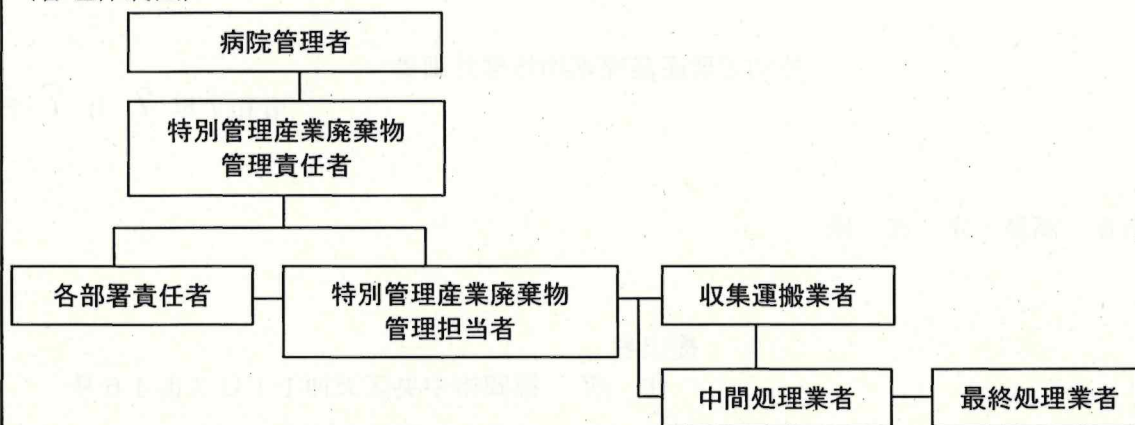 病院管理者
特別管理産業廃棄物
管理責任者
各部署責任者
特別管理産業廃棄物
管理担当者
収集運搬業者
中間処理業者
最終処理業者